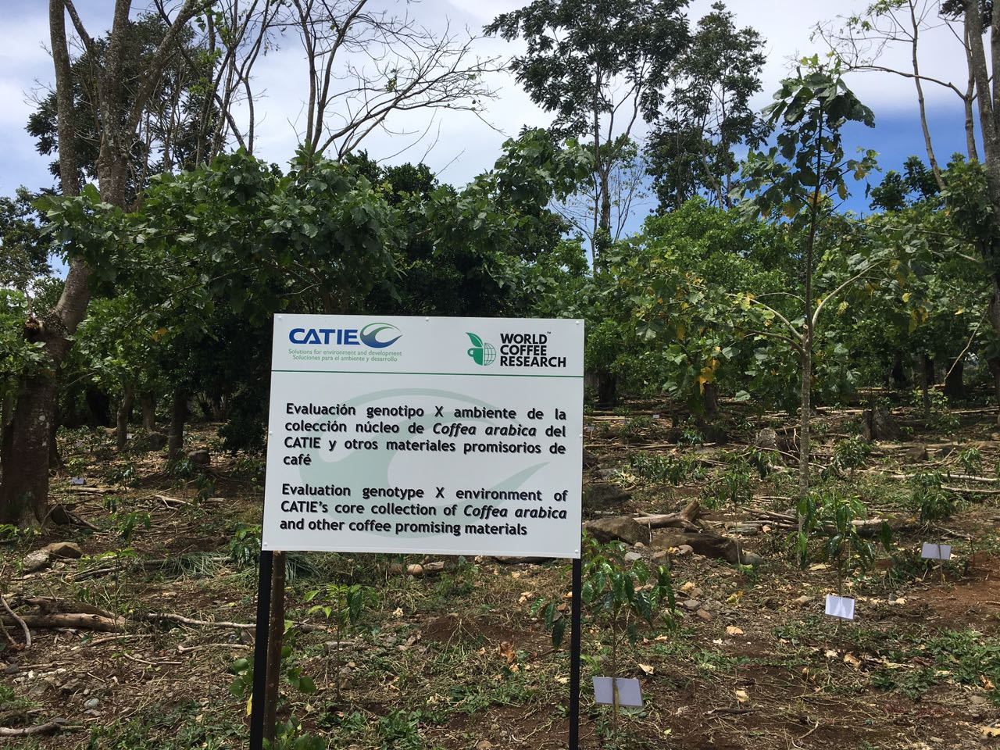 CATIE
Solutions for environment and development
Soluciones para el ambiente y desarrollo
WORLD™
COFFEE
RESEARCH
Evaluación genotipo X ambiente de la
colección núcleo de Coffea arabica del
CATIE y otros materiales promisorios de
café
Evaluation genotype X environment of
CATIE's core collection of Coffea arabica
and other coffee promising materials